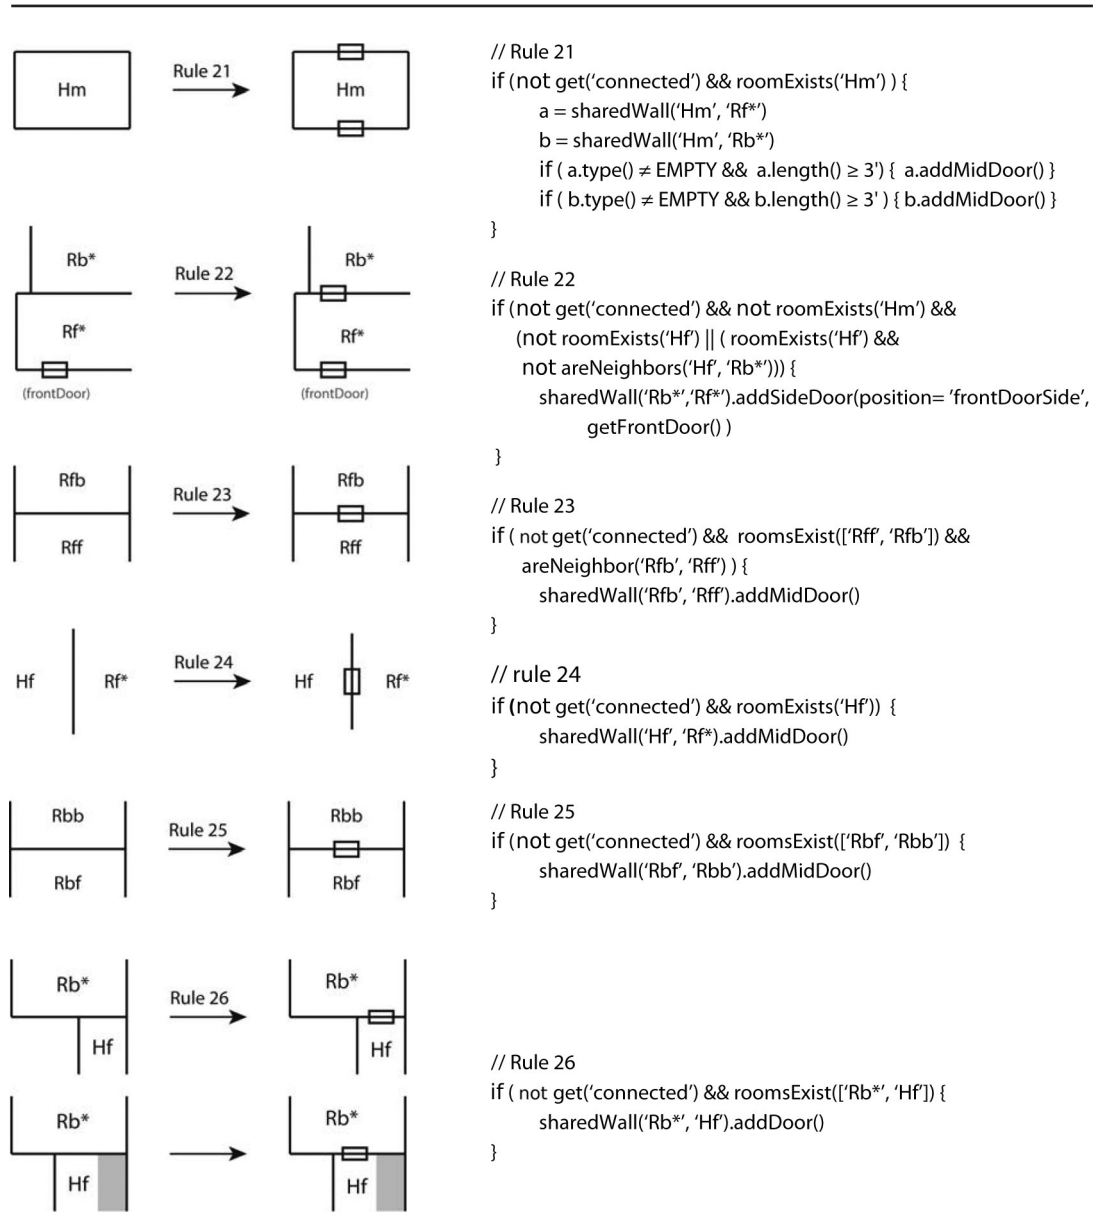 Hm
Rule 21
Hm
// Rule 21
if (not get(‘connected’) && roomExists(‘Hm’) ) {
a = sharedWall(‘Hm’, ‘Rf*’)
b = sharedWall(‘Hm’, ‘Rb*’)
if ( a.type() ≠ EMPTY && a.length() ≥ 3') { a.addMidDoor() }
if ( b.type() ≠ EMPTY && b.length() ≥ 3' ) { b.addMidDoor() }
}
Rb*
Rf*
(frontDoor)
Rule 22
Rb*
Rf*
(frontDoor)
// Rule 22
if (not get(‘connected’) && not roomExists(‘Hm’) &&
(not roomExists(‘Hf’) || ( roomExists(‘Hf’) &&
not areNeighbors(‘Hf’, ‘Rb*’))) {
sharedWall(‘Rb*’,‘Rf*’).addSideDoor(position= ’frontDoorSide’,
getFrontDoor() )
}
Rfb
Rff
Rule 23
Rfb
Rff
// Rule 23
if ( not get(‘connected’) && roomsExist([‘Rff’, ‘Rfb’]) &&
areNeighbor(‘Rfb’, ‘Rff’) ) {
sharedWall(‘Rfb’, ‘Rff’).addMidDoor()
}
Hf
Rf*
Rule 24
Hf
Rf*
// rule 24
if (not get(‘connected’) && roomExists(‘Hf’)) {
sharedWall(‘Hf’, ‘Rf*).addMidDoor()
}
Rbb
Rbf
Rule 25
Rbb
Rbf
// Rule 25
if (not get(‘connected’) && roomsExist([‘Rbf’, ‘Rbb’]) {
sharedWall(‘Rbf’, ‘Rbb’).addMidDoor()
}
Rb*
Hf
Rule 26
Rb*
Hf
Rb*
Hf
Rb*
Hf
// Rule 26
if ( not get(‘connected’) && roomsExist([‘Rb*’, ‘Hf’]) {
sharedWall(‘Rb*’, ‘Hf’).addDoor()
}